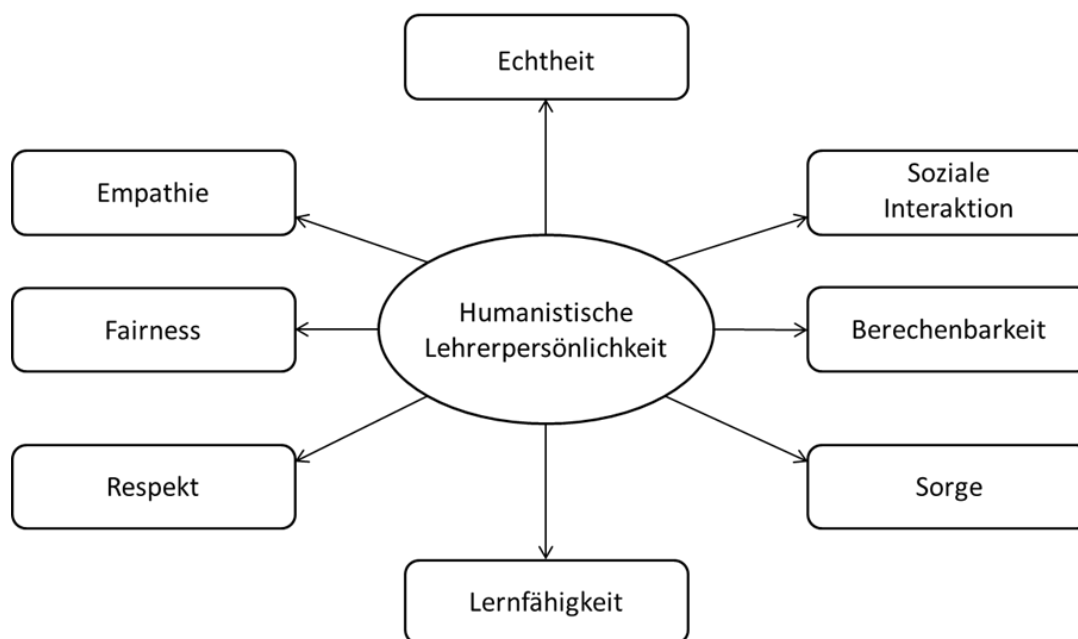 Echtheit
Empathie
Soziale
Interaktion
Humanistische
Lehrerpersönlichkeit
Fairness
Berechenbarkeit
Respekt
Sorge
Lernfähigkeit